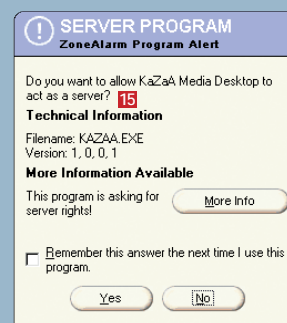 SERVER PROGRAM
ZoneAlarm Program Alert
Do you want to allow KaZaA Media Desktop to
act as a server? 15
Technical Information
Filename: KAZAA.EXE
Version: 1, 0, 0, 1
More Information Available
This program is asking for
server rights!
More Info
Remember this answer the next time I use this
program.
Yes No